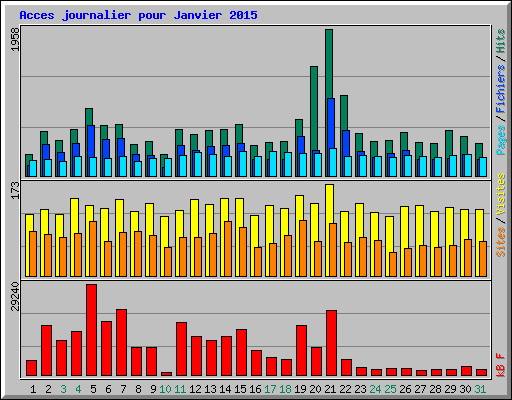 Acces journalier pour Janvier 2015
1958
Pages / Fichiers / Hits
173
Sites / Visites
29240
kB F
1 2 3 4 5 6 7 8 9 10 11 12 13 14 15 16 17 18 19 20 21 22 23 24 25 26 27 28 29 30 31